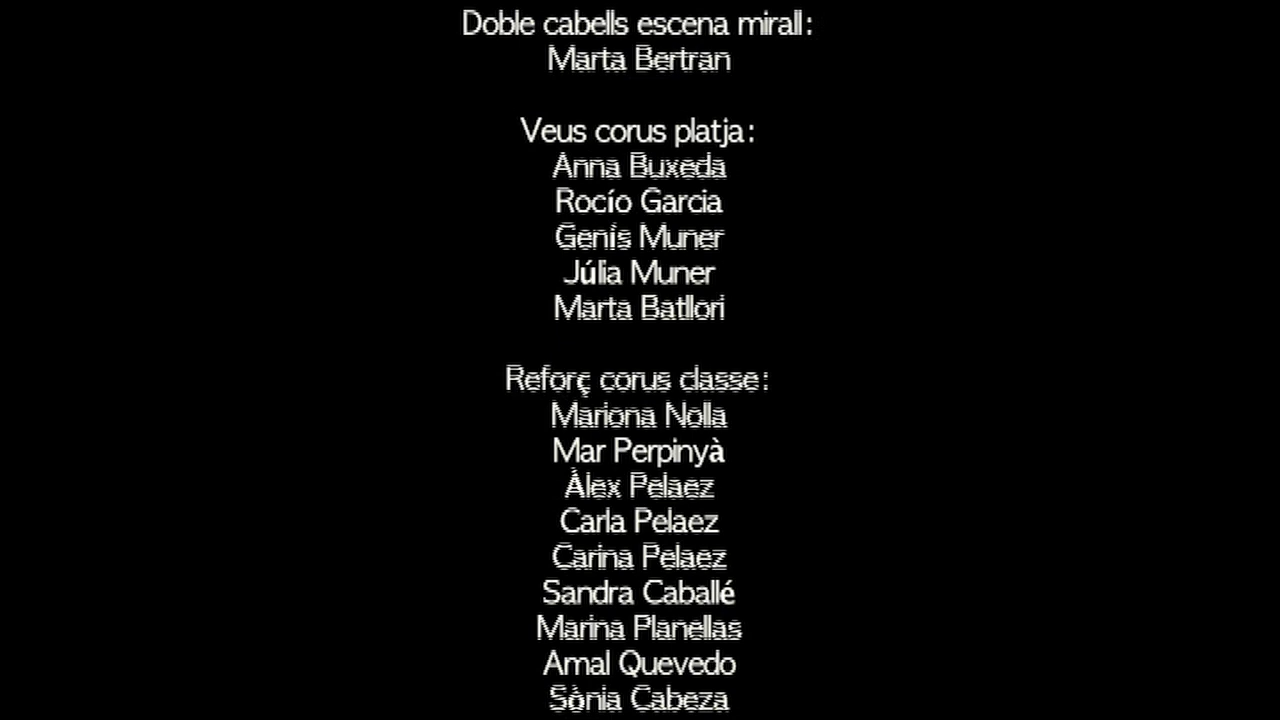 Doble cabells escena mirall:
Marta Bertran
Veus corus platja:
Anna Buxeda
Rocío Garcia
Genís Muner
Júlia Muner
Marta Batllori
Reforç corus classe:
Mariona Nolla
Mar Perpinyà
Àlex Pelaez
Carla Pelaez
Carina Pelaez
Sandra Caballé
Marina Planellas
Amal Quevedo
Sònia Cabeza